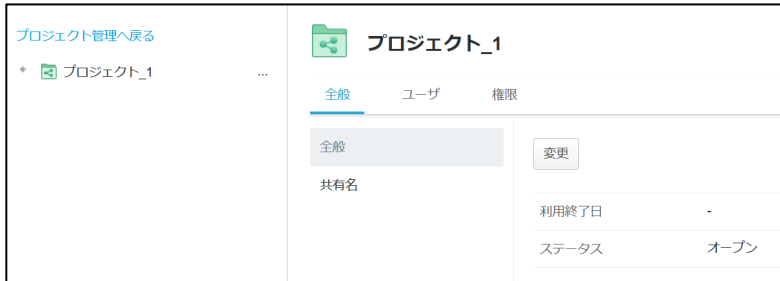 プロジェクト管理へ戻る
+ プロジェクト_1 ...
プロジェクト_1
全般 ユーザ 権限
全般
共有名
変更
利用終了日 -
ステータス オープン